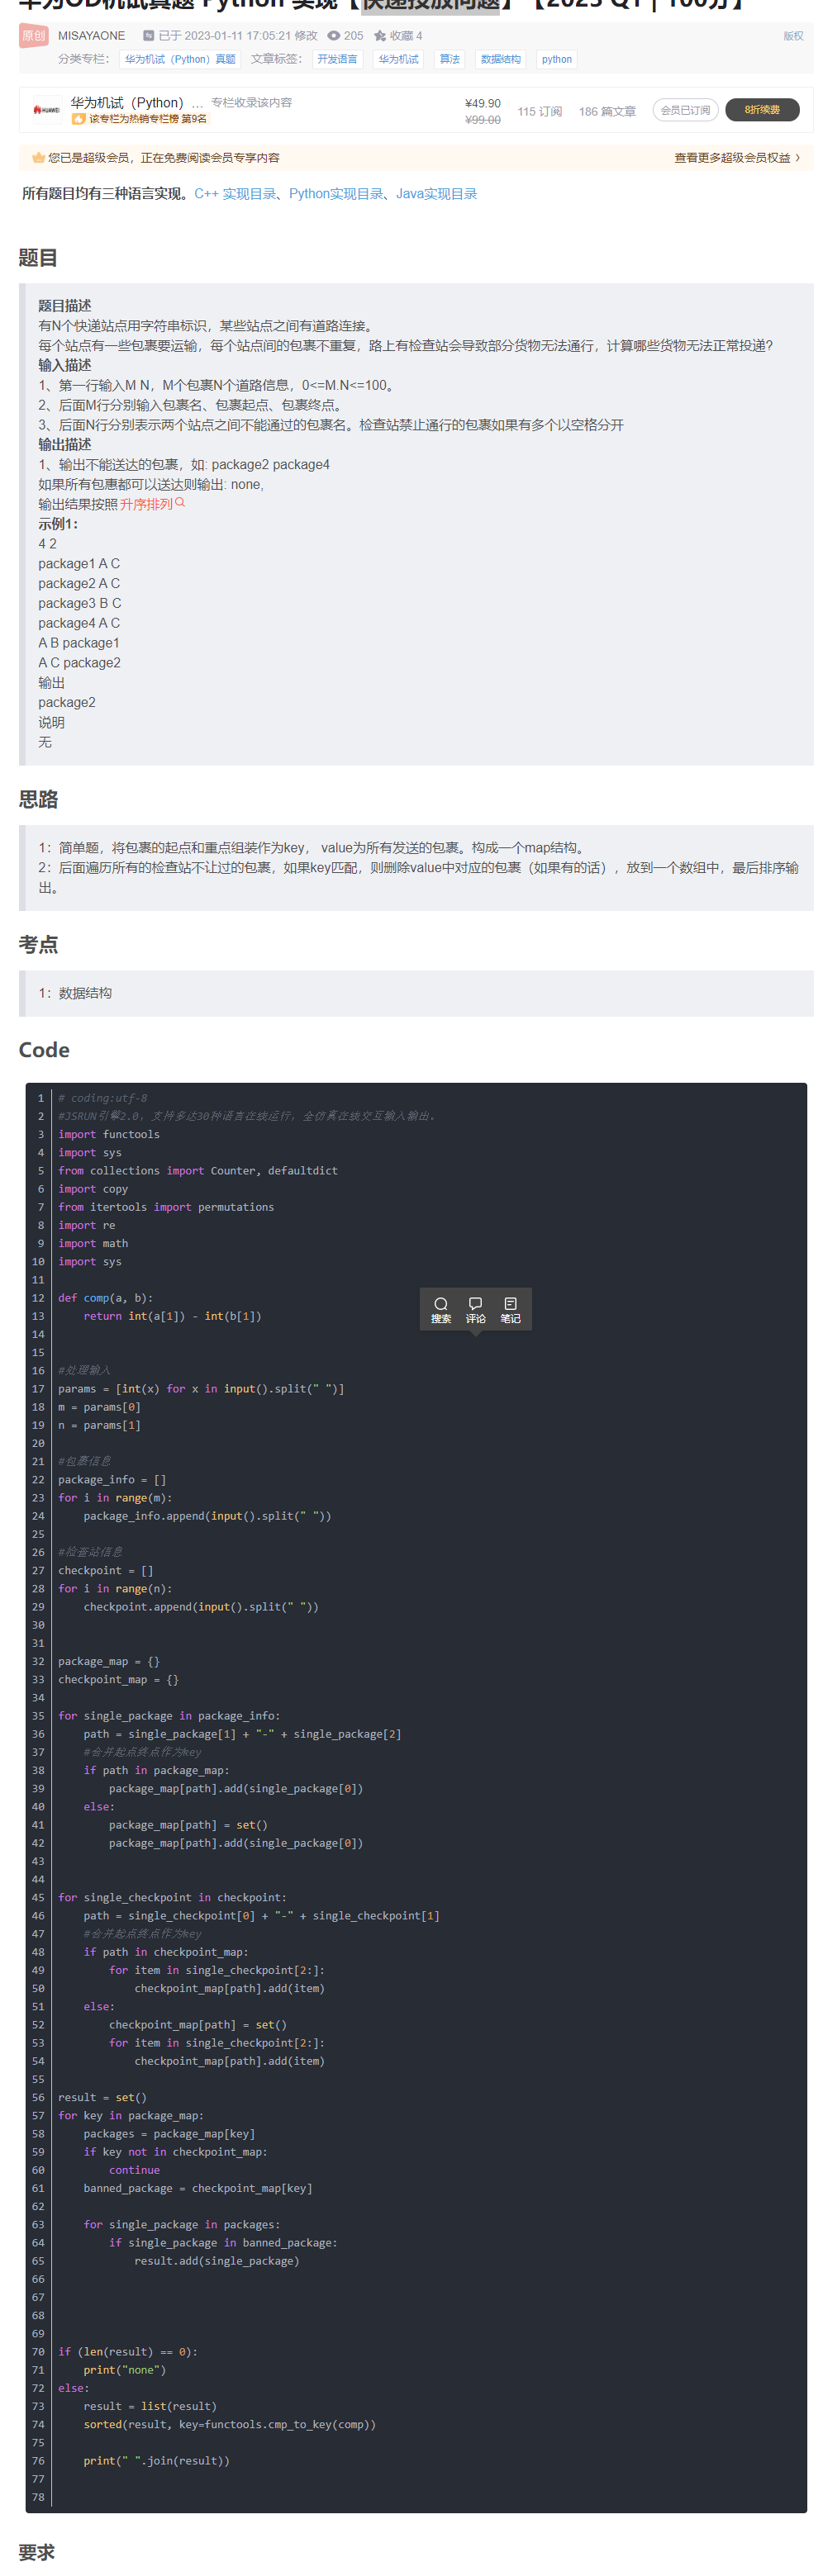 华为OD机试真题 Python 实现【快递投放问题】【2023 Q1 | 100分】
原创 MISAYAONE 已于 2023-01-11 17:05:21 修改 205 收藏 4 版权
分类专栏： 华为机试（Python）真题 文章标签： 开发语言 华为机试 算法 数据结构 python
HUAWEI 华为机试（Python）... 专栏收录该内容 ¥49.90 115 订阅 186 篇文章 会员已订阅 8折续费
该专栏为热销专栏榜 第9名 ¥99.00
您已是超级会员，正在免费阅读会员专享内容 查看更多超级会员权益 >
所有题目均有三种语言实现。C++ 实现目录、Python实现目录、Java实现目录
题目
题目描述
有N个快递站点用字符串标识，某些站点之间有道路连接。
每个站点有一些包裹要运输，每个站点间的包裹不重复，路上有检查站会导致部分货物无法通行，计算哪些货物无法正常投递？
输入描述
1、第一行输入M N，M个包裹N个道路信息，0<=M.N<=100。
2、后面M行分别输入包裹名、包裹起点、包裹终点。
3、后面N行分别表示两个站点之间不能通过的包裹名。检查站禁止通行的包裹如果有多个以空格分开
输出描述
1、输出不能送达的包裹，如: package2 package4
如果所有包惠都可以送达则输出: none,
输出结果按照 升序排列
示例1：
4 2
package1 A C
package2 A C
package3 B C
package4 A C
A B package1
A C package2
输出
package2
说明
无
思路
1：简单题，将包裹的起点和重点组装作为key， value为所有发送的包裹。构成一个map结构。
2：后面遍历所有的检查站不让过的包裹，如果key匹配，则删除value中对应的包裹（如果有的话），放到一个数组中，最后排序输
出。
考点
1：数据结构
Code
1 # coding:utf-8
2 #JSRUN引擎2.0，支持多达30种语言在线运行，全仿真在线交互输入输出。
3 import functools
4 import sys
5 from collections import Counter, defaultdict
6 import copy
7 from itertools import permutations
8 import re
9 import math
10 import sys
11
12 def comp(a, b):
13     return int(a[1]) - int(b[1])
搜索 评论 笔记
14
15
16 #处理输入
17 params = [int(x) for x in input().split(" ")]
18 m = params[0]
19 n = params[1]
20
21 #包裹信息
22 package_info = []
23 for i in range(m):
24     package_info.append(input().split(" "))
25
26 #检查站信息
27 checkpoint = []
28 for i in range(n):
29     checkpoint.append(input().split(" "))
30
31
32 package_map = {}
33 checkpoint_map = {}
34
35 for single_package in package_info:
36     path = single_package[1] + "-" + single_package[2]
37     #合并起点终点作为key
38     if path in package_map:
39         package_map[path].add(single_package[0])
40     else:
41         package_map[path] = set()
42         package_map[path].add(single_package[0])
43
44
45 for single_checkpoint in checkpoint:
46     path = single_checkpoint[0] + "-" + single_checkpoint[1]
47     #合并起点终点作为key
48     if path in checkpoint_map:
49         for item in single_checkpoint[2:]:
50             checkpoint_map[path].add(item)
51     else:
52         checkpoint_map[path] = set()
53         for item in single_checkpoint[2:]:
54             checkpoint_map[path].add(item)
55
56 result = set()
57 for key in package_map:
58     packages = package_map[key]
59     if key not in checkpoint_map:
60         continue
61     banned_package = checkpoint_map[key]
62
63     for single_package in packages:
64         if single_package in banned_package:
65             result.add(single_package)
66
67
68
69
70 if (len(result) == 0):
71     print("none")
72 else:
73     result = list(result)
74     sorted(result, key=functools.cmp_to_key(comp))
75
76     print(" ".join(result))
77
78
要求